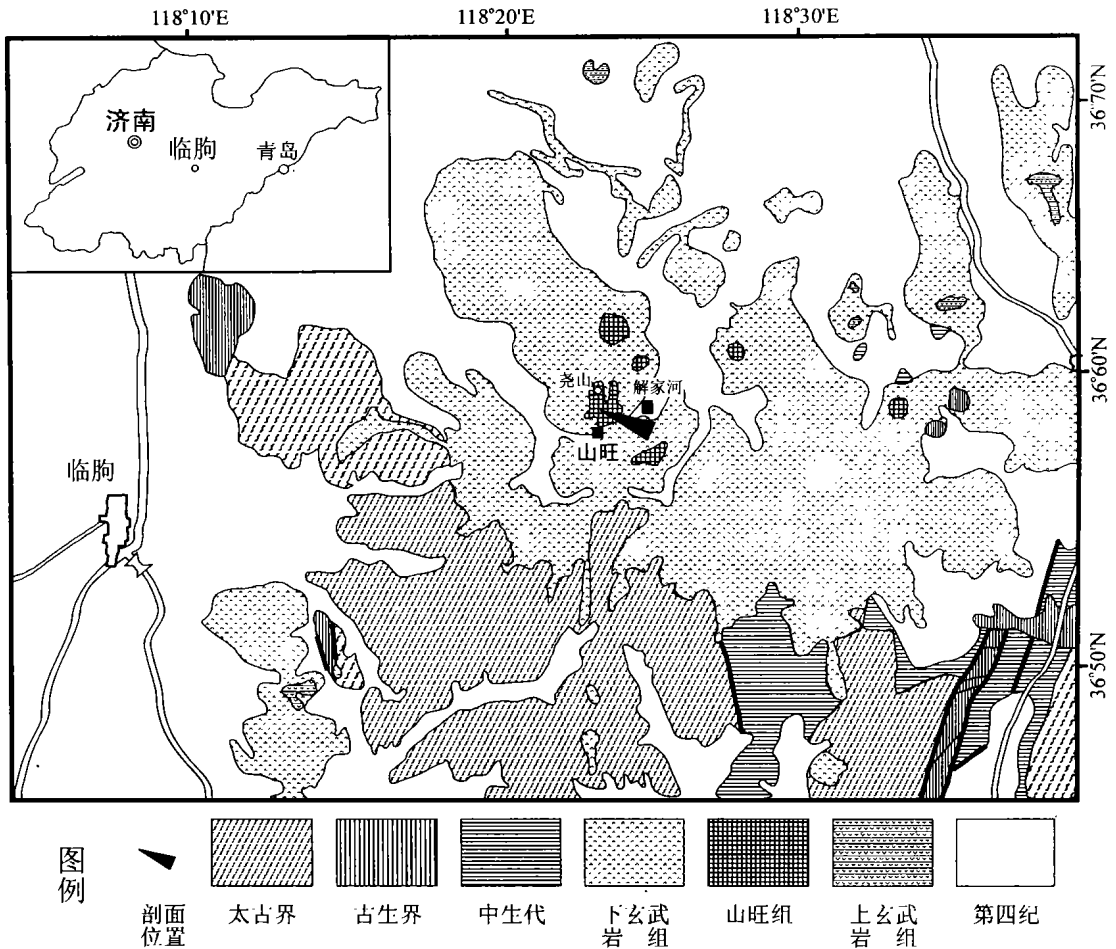 118°10′E
118°20′E
118°30′E
济南
临朐
青岛
36°70′N
36°60′N
36°50′N
尧山
解家河
山旺
临朐
图
例
剖面
位置
太古界
古生界
中生代
下玄武
岩 组
山旺组
上玄武
岩 组
第四纪